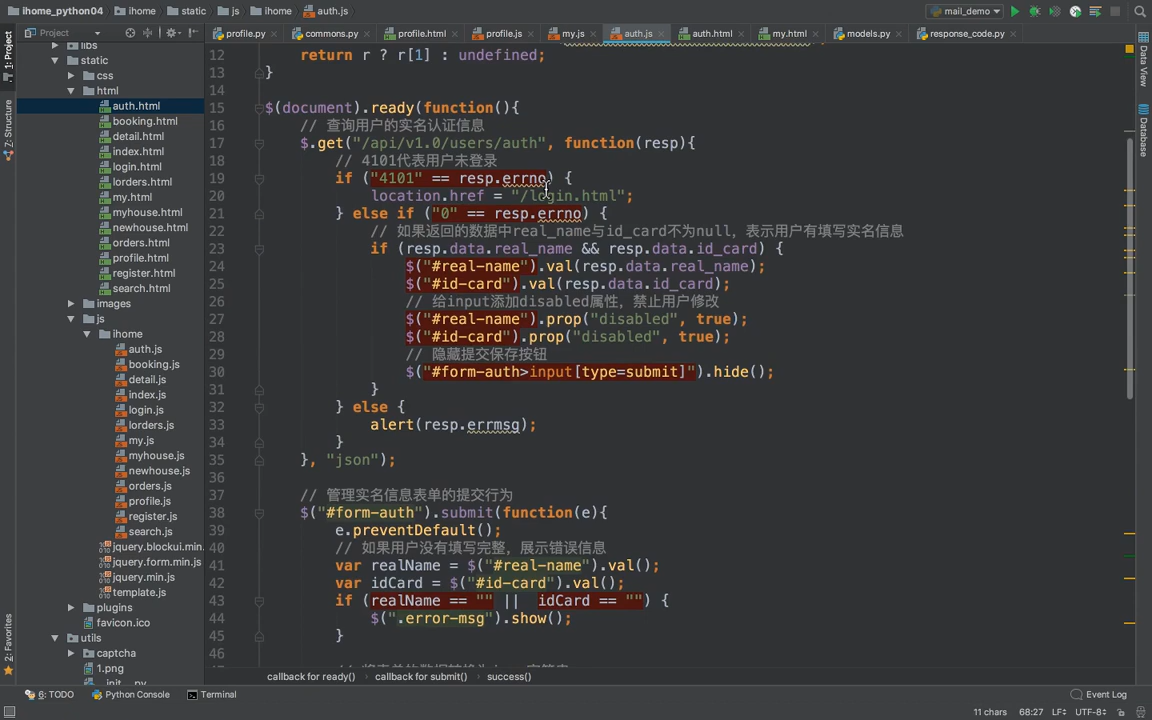 ihome_python04 ihome static js ihome auth.js mail_demo
Project profile.py commons.py profile.html profile.js my.js auth.js auth.html my.html models.py response_code.py
1: Project
Z: Structure
2: Favorites
Data View
Database
libs
static
css
html
auth.html
booking.html
detail.html
index.html
login.html
lorders.html
my.html
myhouse.html
newhouse.html
orders.html
profile.html
register.html
search.html
images
js
ihome
auth.js
booking.js
detail.js
index.js
login.js
lorders.js
my.js
myhouse.js
newhouse.js
orders.js
profile.js
register.js
search.js
jquery.blockui.min.
jquery.form.min.js
jquery.min.js
template.js
plugins
favicon.ico
utils
captcha
1.png
12 return r ? r[1] : undefined;
13 }
14
15 $(document).ready(function(){
16 // 查询用户的实名认证信息
17 $.get("/api/v1.0/users/auth", function(resp){
18 // 4101代表用户未登录
19 if ("4101" == resp.errno) {
20 location.href = "/login.html";
21 } else if ("0" == resp.errno) {
22 // 如果返回的数据中real_name与id_card不为null，表示用户有填写实名信息
23 if (resp.data.real_name && resp.data.id_card) {
24 $("#real-name").val(resp.data.real_name);
25 $("#id-card").val(resp.data.id_card);
26 // 给input添加disabled属性，禁止用户修改
27 $("#real-name").prop("disabled", true);
28 $("#id-card").prop("disabled", true);
29 // 隐藏提交保存按钮
30 $("#form-auth>input[type=submit]").hide();
31 }
32 } else {
33 alert(resp.errmsg);
34 }
35 }, "json");
36
37 // 管理实名信息表单的提交行为
38 $("#form-auth").submit(function(e){
39 e.preventDefault();
40 // 如果用户没有填写完整，展示错误信息
41 var realName = $("#real-name").val();
42 var idCard = $("#id-card").val();
43 if (realName == "" || idCard == "") {
44 $(".error-msg").show();
45 }
46
callback for ready() callback for submit() success()
6: TODO Python Console Terminal Event Log
11 chars 68:27 LF UTF-8